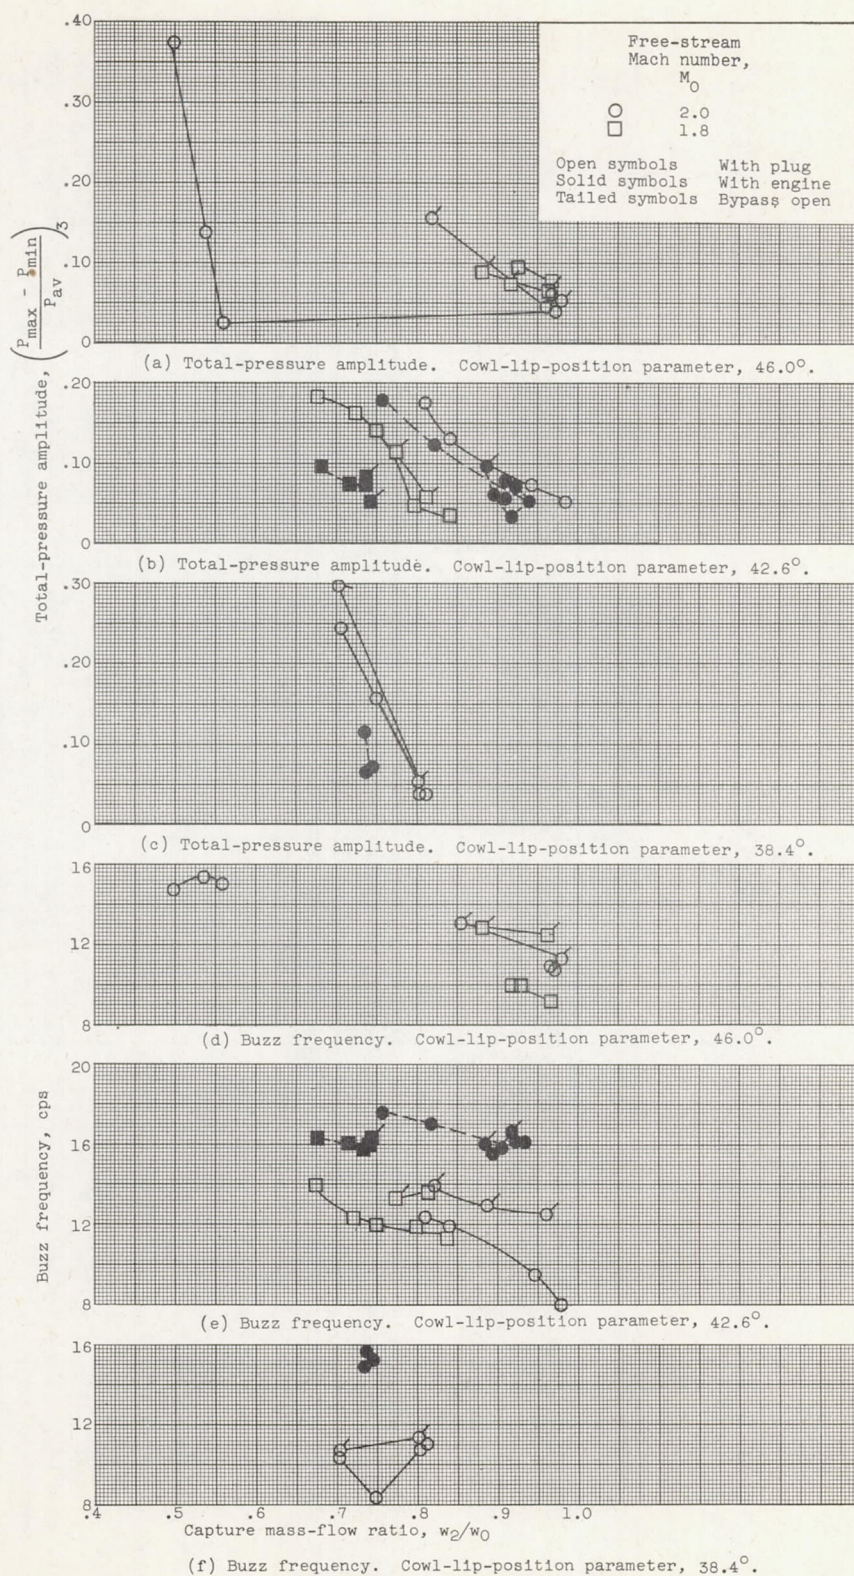 .40
.30
.20
.10
0
Free-stream
Mach number,
M0
○ 2.0
□ 1.8
Open symbols With plug
Solid symbols With engine
Tailed symbols Bypass open
Total-pressure amplitude, (Pmax - Pmin / Pav)3
(a) Total-pressure amplitude. Cowl-lip-position parameter, 46.0°.
.20
.10
0
(b) Total-pressure amplitude. Cowl-lip-position parameter, 42.6°.
.30
.20
.10
0
(c) Total-pressure amplitude. Cowl-lip-position parameter, 38.4°.
16
12
8
(d) Buzz frequency. Cowl-lip-position parameter, 46.0°.
Buzz frequency, cps
20
16
12
8
(e) Buzz frequency. Cowl-lip-position parameter, 42.6°.
16
12
8
.4 .5 .6 .7 .8 .9 1.0
Capture mass-flow ratio, w2/w0
(f) Buzz frequency. Cowl-lip-position parameter, 38.4°.